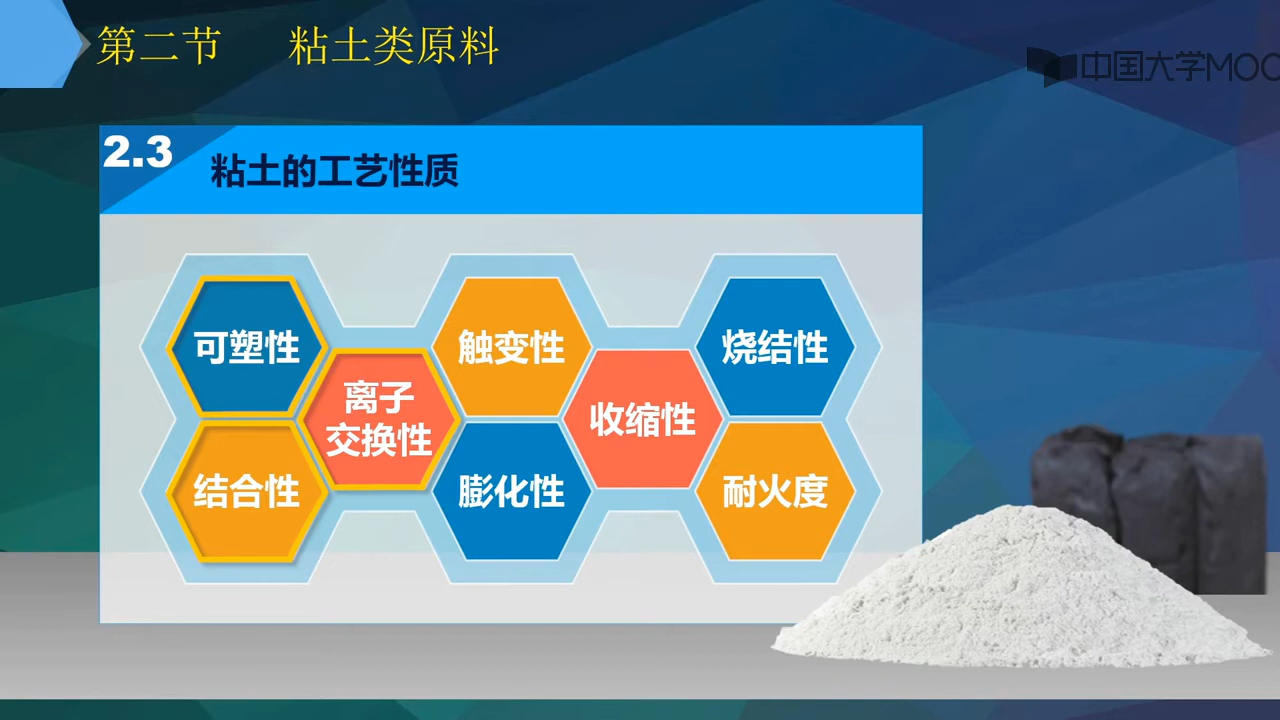 第二节 粘土类原料
中国大学MOO
2.3
粘土的工艺性质
可塑性
触变性
烧结性
离子
交换性
收缩性
结合性
膨化性
耐火度